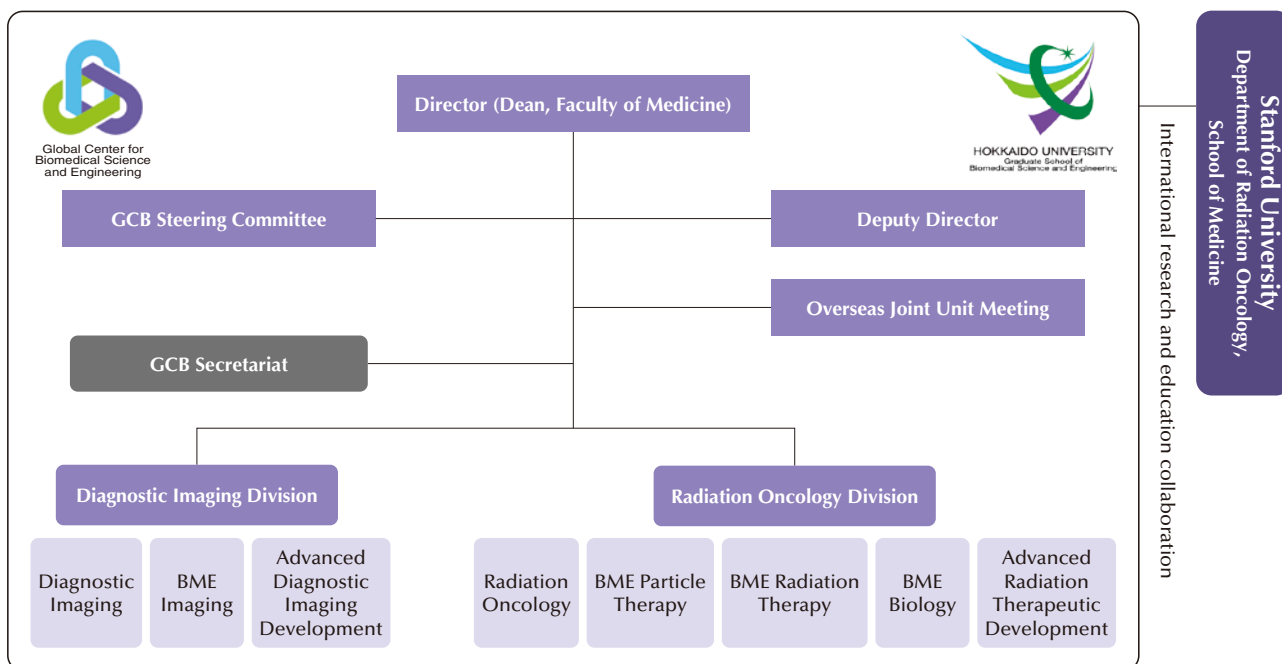 Global Center for
Biomedical Science
and Engineering
Director (Dean, Faculty of Medicine)
HOKKAIDO UNIVERSITY
Graduate School of
Biomedical Science and Engineering
GCB Steering Committee
Deputy Director
Overseas Joint Unit Meeting
GCB Secretariat
Diagnostic Imaging Division
Radiation Oncology Division
Diagnostic
Imaging
BME
Imaging
Advanced
Diagnostic
Imaging
Development
Radiation
Oncology
BME Particle
Therapy
BME Radiation
Therapy
BME
Biology
Advanced
Radiation
Therapeutic
Development
International research and education collaboration
Stanford University
Department of Radiation Oncology,
School of Medicine